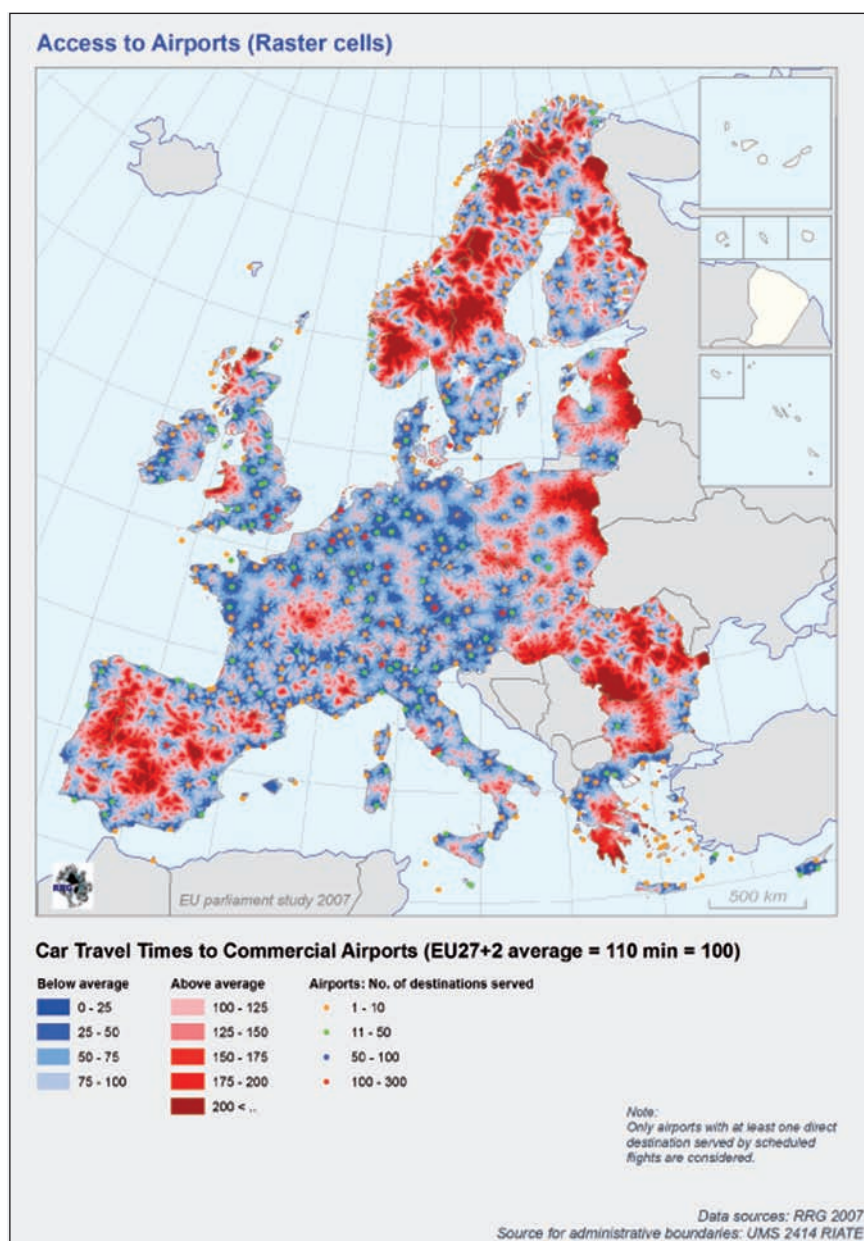 Access to Airports (Raster cells)
RRG
EU parliament study 2007
500 km
Car Travel Times to Commercial Airports (EU27+2 average = 110 min = 100)
Below average
0 - 25
25 - 50
50 - 75
75 - 100
Above average
100 - 125
125 - 150
150 - 175
175 - 200
200 < ..
Airports: No. of destinations served
1 - 10
11 - 50
50 - 100
100 - 300
Note:
Only airports with at least one direct
destination served by scheduled
flights are considered.
Data sources: RRG 2007
Source for administrative boundaries: UMS 2414 RIATE